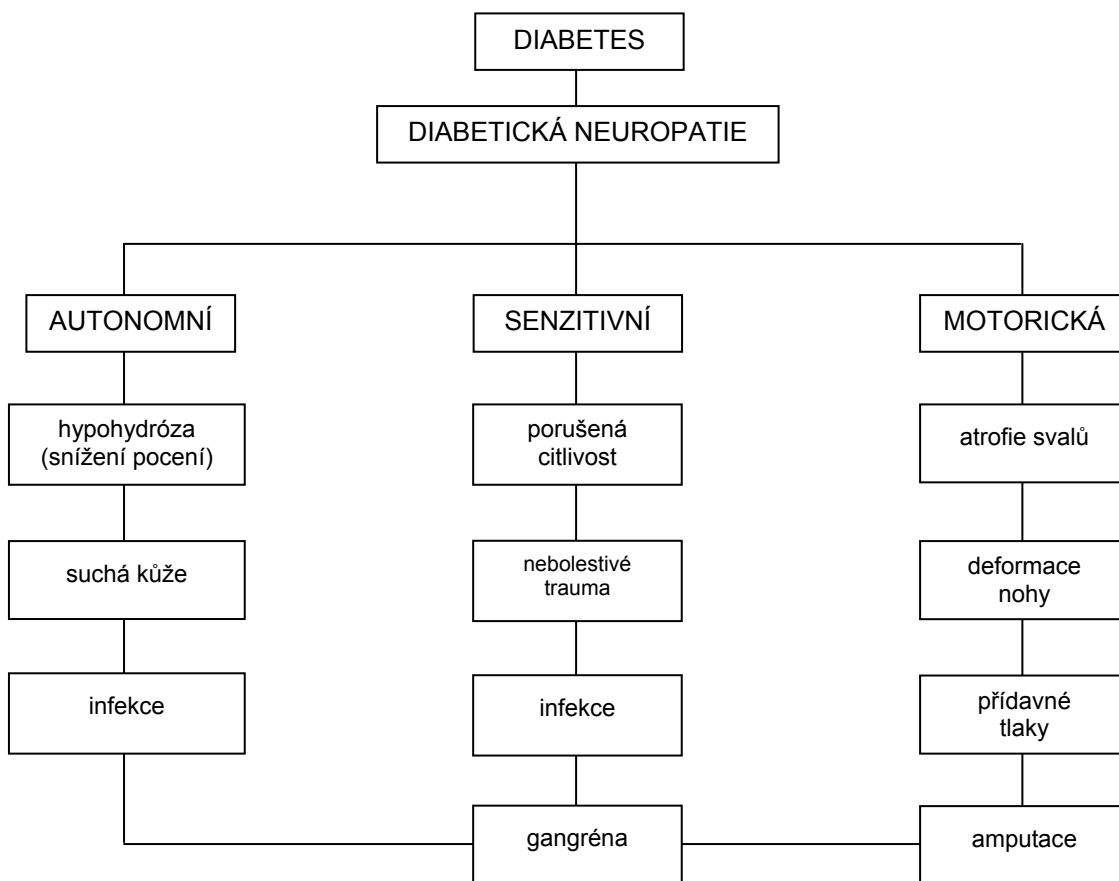 DIABETES
DIABETICKÁ NEUROPATIE
AUTONOMNÍ
SENZITIVNÍ
MOTORICKÁ
hypohydróza
(snížení pocení)
porušená
citlivost
atrofie svalů
suchá kůže
nebolestivé
trauma
deformace
nohy
infekce
infekce
přídavné
tlaky
gangréna
amputace